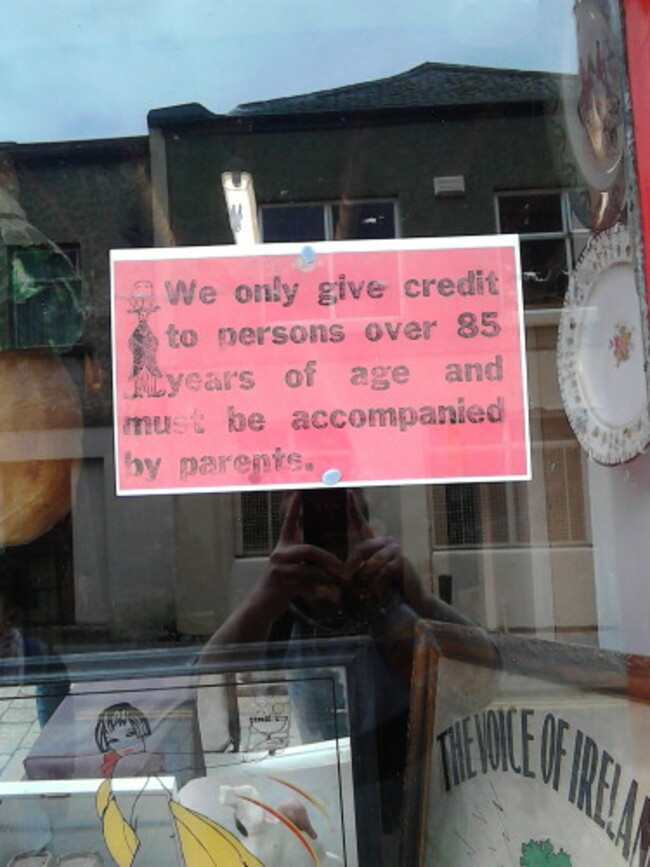 We only give credit
to persons over 85
years of age and
must be accompanied
by parents.
THE VOICE OF IRELAN